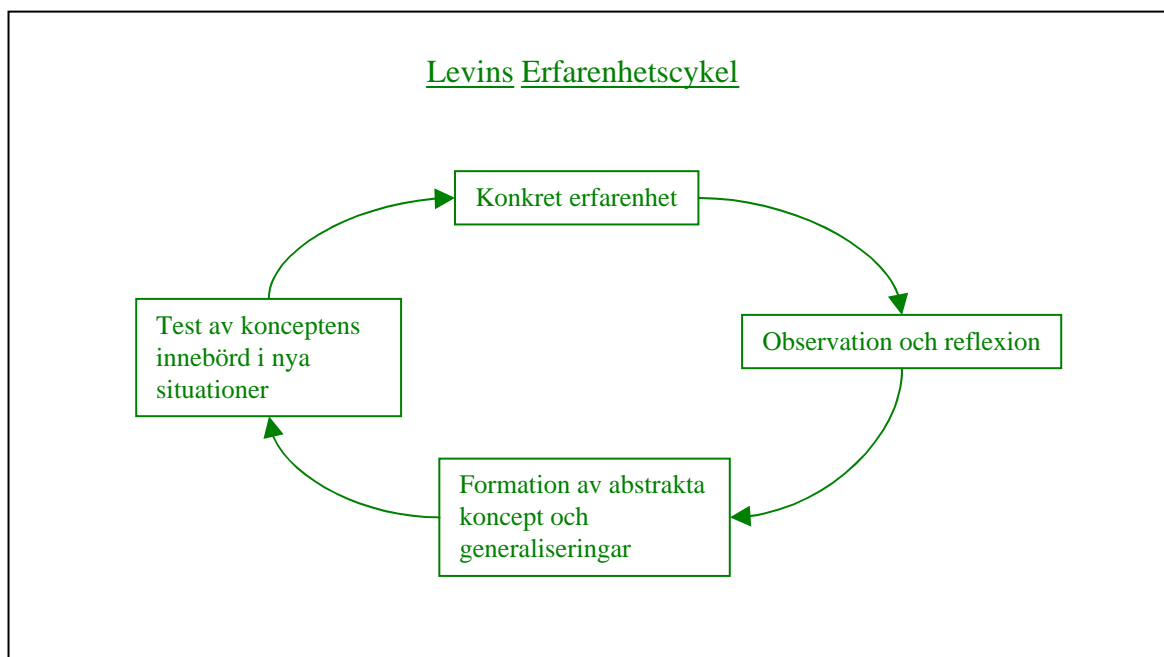 Levins Erfarenhetscykel
Konkret erfarenhet
Observation och reflexion
Formation av abstrakta
koncept och
generaliseringar
Test av konceptens
innebörd i nya
situationer